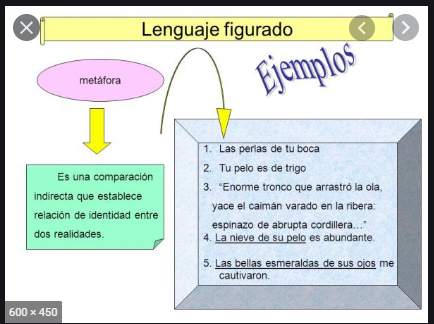 Lenguaje figurado
Ejemplos
metáfora
Es una comparación
indirecta que establece
relación de identidad entre
dos realidades.
1. Las perlas de tu boca
2. Tu pelo es de trigo
3. “Enorme tronco que arrastró la ola,
yace el caimán varado en la ribera:
espinazo de abrupta cordillera…”
4. La nieve de su pelo es abundante.
5. Las bellas esmeraldas de sus ojos me
cautivaron.
600 × 450